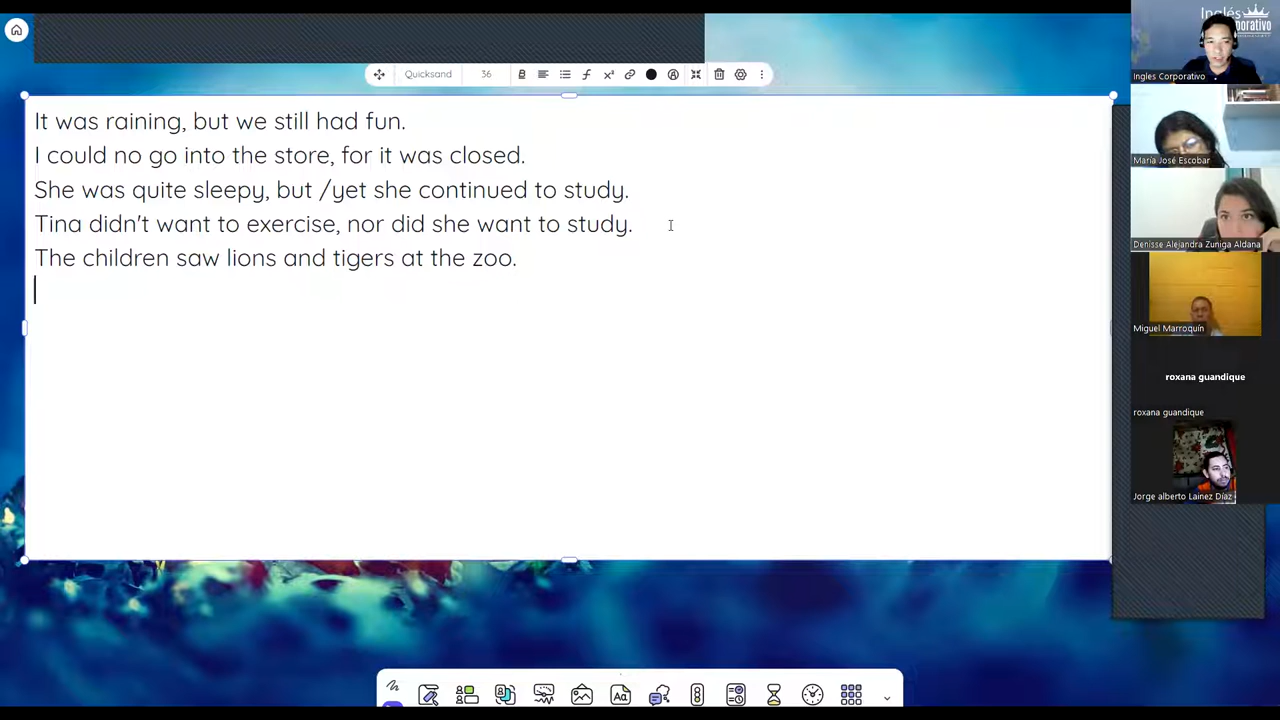 Inglés
Corporativo
Ingles Corporativo
Quicksand 36
It was raining, but we still had fun.
I could no go into the store, for it was closed.
She was quite sleepy, but /yet she continued to study.
Tina didn't want to exercise, nor did she want to study.
The children saw lions and tigers at the zoo.
María José Escobar
Denisse Alejandra Zuniga Aldana
Miguel Marroquín
roxana guandique
roxana guandique
Jorge alberto Lainez Díaz